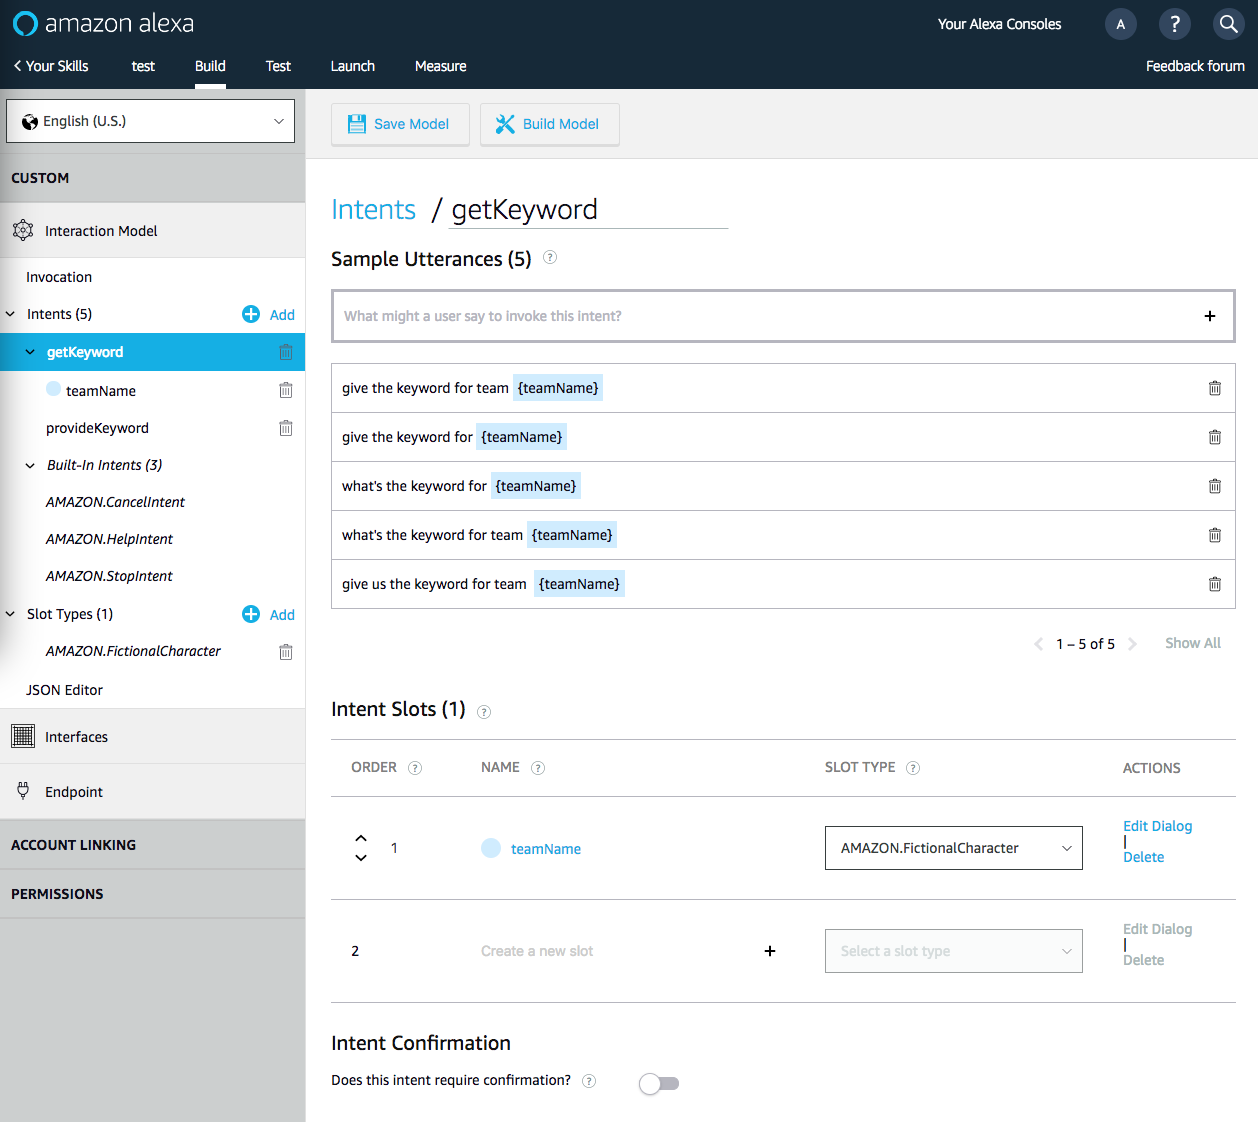 amazon alexa
Your Alexa Consoles
A
?
Your Skills
test
Build
Test
Launch
Measure
Feedback forum
English (U.S.)
Save Model
Build Model
CUSTOM
Interaction Model
Invocation
Intents (5)
Add
getKeyword
teamName
provideKeyword
Built-In Intents (3)
AMAZON.CancelIntent
AMAZON.HelpIntent
AMAZON.StopIntent
Slot Types (1)
Add
AMAZON.FictionalCharacter
JSON Editor
Interfaces
Endpoint
ACCOUNT LINKING
PERMISSIONS
Intents / getKeyword
Sample Utterances (5) ?
What might a user say to invoke this intent? +
give the keyword for team {teamName}
give the keyword for {teamName}
what's the keyword for {teamName}
what's the keyword for team {teamName}
give us the keyword for team {teamName}
1 – 5 of 5
Show All
Intent Slots (1) ?
ORDER ? NAME ? SLOT TYPE ? ACTIONS
1 teamName AMAZON.FictionalCharacter
Edit Dialog
|
Delete
2 Create a new slot + Select a slot type
Edit Dialog
|
Delete
Intent Confirmation
Does this intent require confirmation? ?